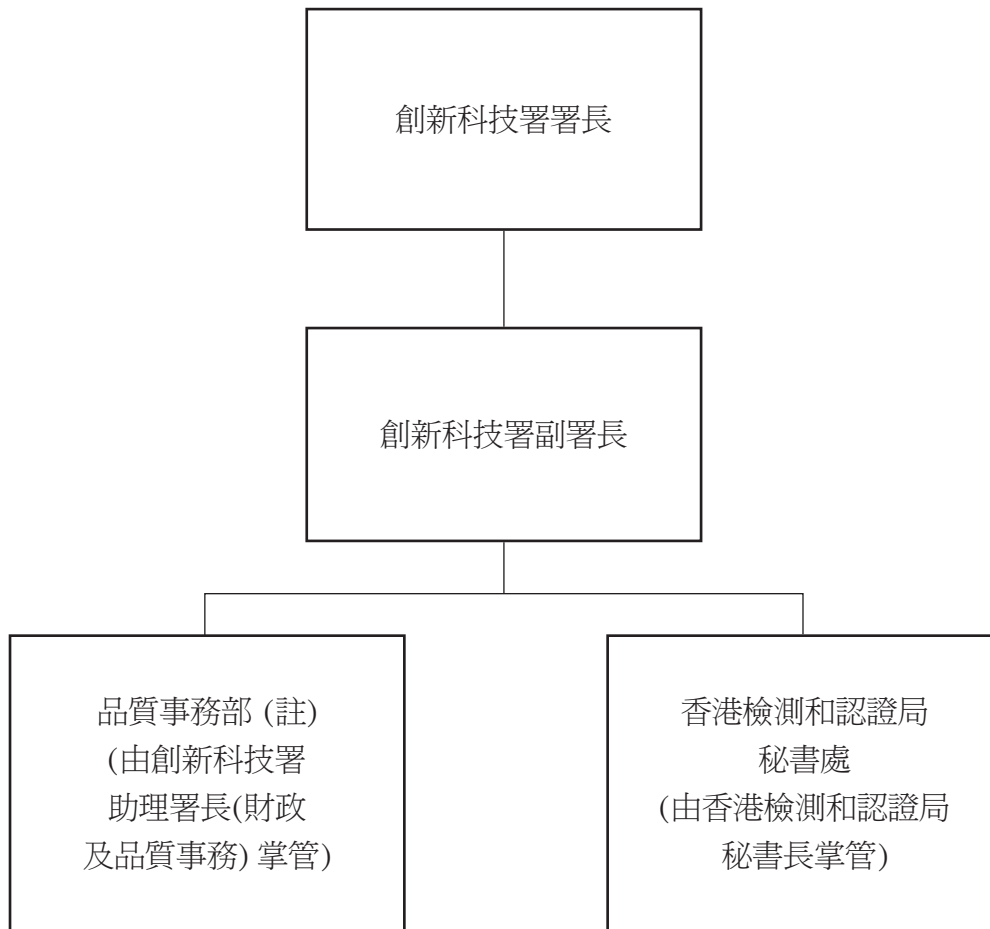 創新科技署署長
創新科技署副署長
品質事務部 (註)
(由創新科技署
助理署長(財政
及品質事務) 掌管)
香港檢測和認證局
秘書處
(由香港檢測和認證局
秘書長掌管)